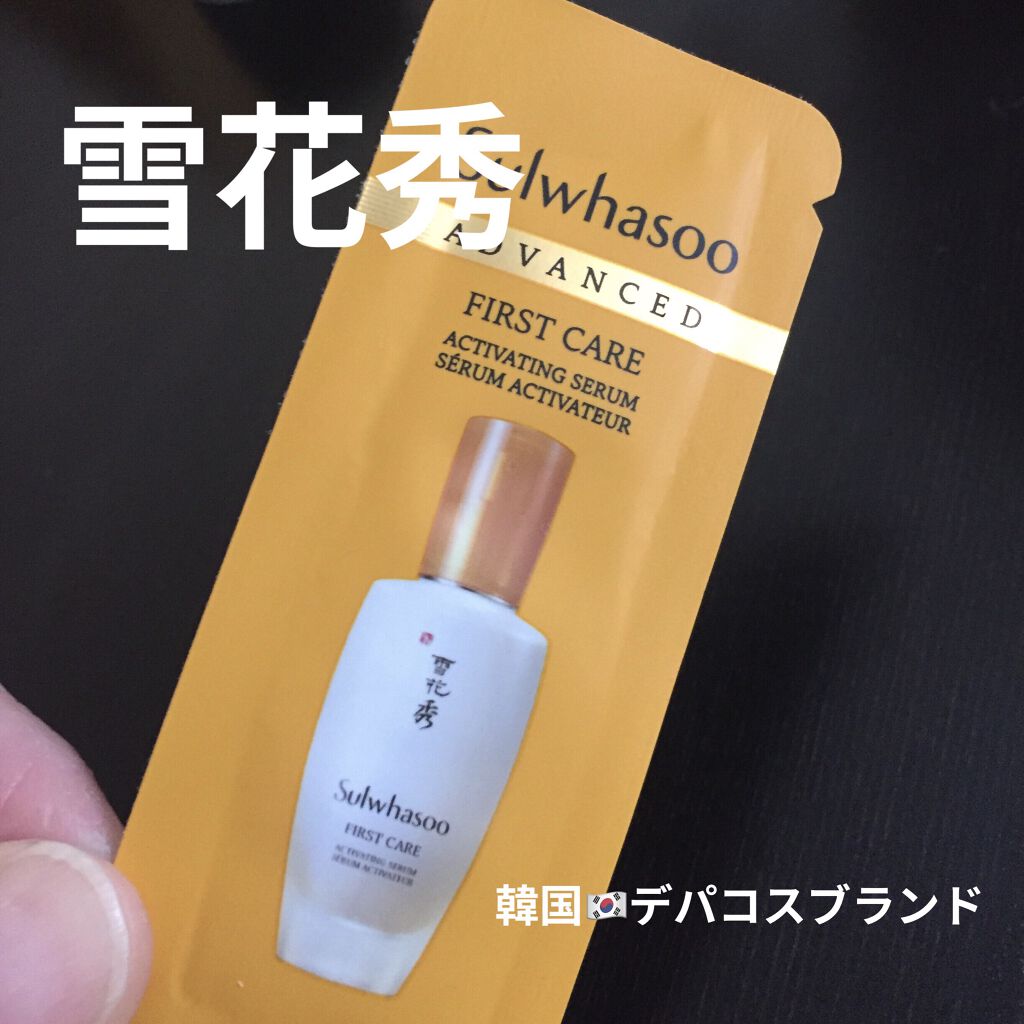 雪花秀
Sulwhasoo
ADVANCED
FIRST CARE
ACTIVATING SERUM
SÉRUM ACTIVATEUR
雪花秀
Sulwhasoo
FIRST CARE
ACTIVATING SERUM
SÉRUM ACTIVATEUR
韓国🇰🇷デパコスブランド